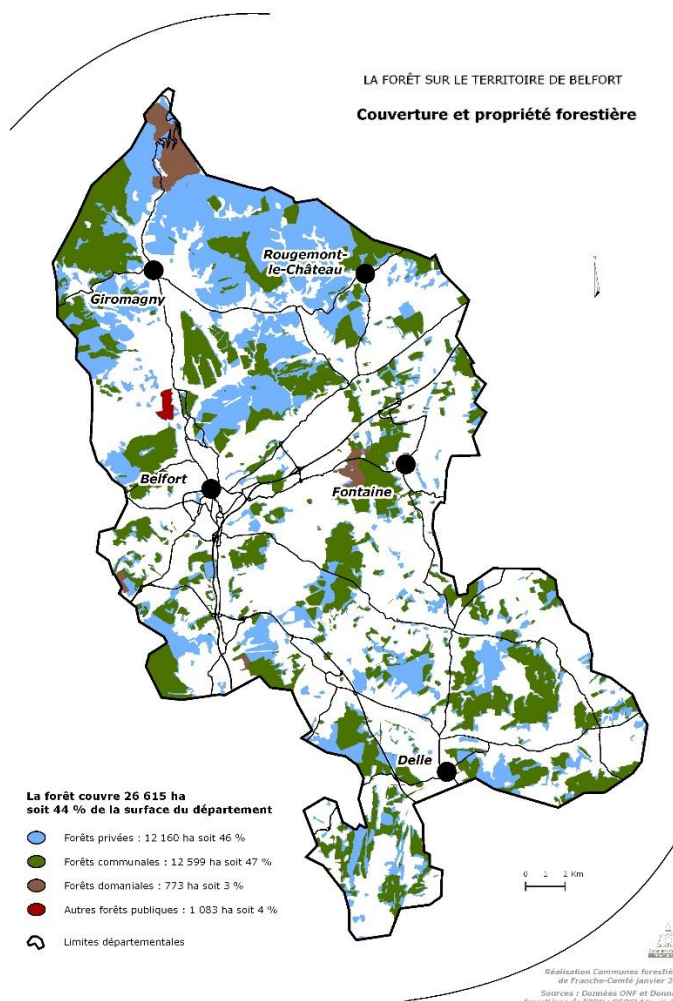 LA FORÊT SUR LE TERRITOIRE DE BELFORT
Couverture et propriété forestière
Rougemont-
le-Château
Giromagny
Belfort
Fontaine
Delle
La forêt couvre 26 615 ha
soit 44 % de la surface du département
Forêts privées : 12 160 ha soit 46 %
Forêts communales : 12 599 ha soit 47 %
Forêts domaniales : 773 ha soit 3 %
Autres forêts publiques : 1 083 ha soit 4 %
Limites départementales
0 1 2 Km
Réalisation Communes forestiè
de Franche-Comté janvier 2
Sources : Données ONF et Donn